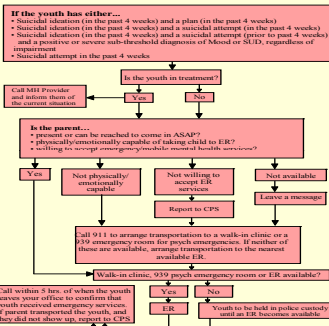 If the youth has either...
• Suicidal ideation (in the past 4 weeks) and a plan (in the past 4 weeks)
• Suicidal ideation (in the past 4 weeks) and a suicidal attempt (in the past 4 weeks)
• Suicidal ideation (in the past 4 weeks) and a suicidal attempt (prior to past 4 weeks)
and a positive or severe sub-threshold diagnosis of Mood or SUD, regardless of
impairment
• Suicidal attempt in the past 4 weeks
Is the youth in treatment?
Call MH Provider
and inform them of
the current situation
Yes
No
Is the parent...
• present or can be reached to come in ASAP?
• physically/emotionally capable of taking child to ER?
• willing to accept emergency/mobile mental health services?
Yes
Not physically/
emotionally
capable
Not willing to
accept ER
services
Not available
Report to CPS
Leave a message
Call 911 to arrange transportation to a walk-in clinic or a
939 emergency room for psych emergencies. If neither of
these are available, arrange transportation to the nearest
available ER.
Walk-in clinic, 939 psych emergency room or ER available?
Call within 5 hrs. of when the youth
leaves your office to confirm that
youth received emergency services.
If parent transported the youth, and
they did not show up, report to CPS
Yes
No
ER
Youth to be held in police custody
until an ER becomes available